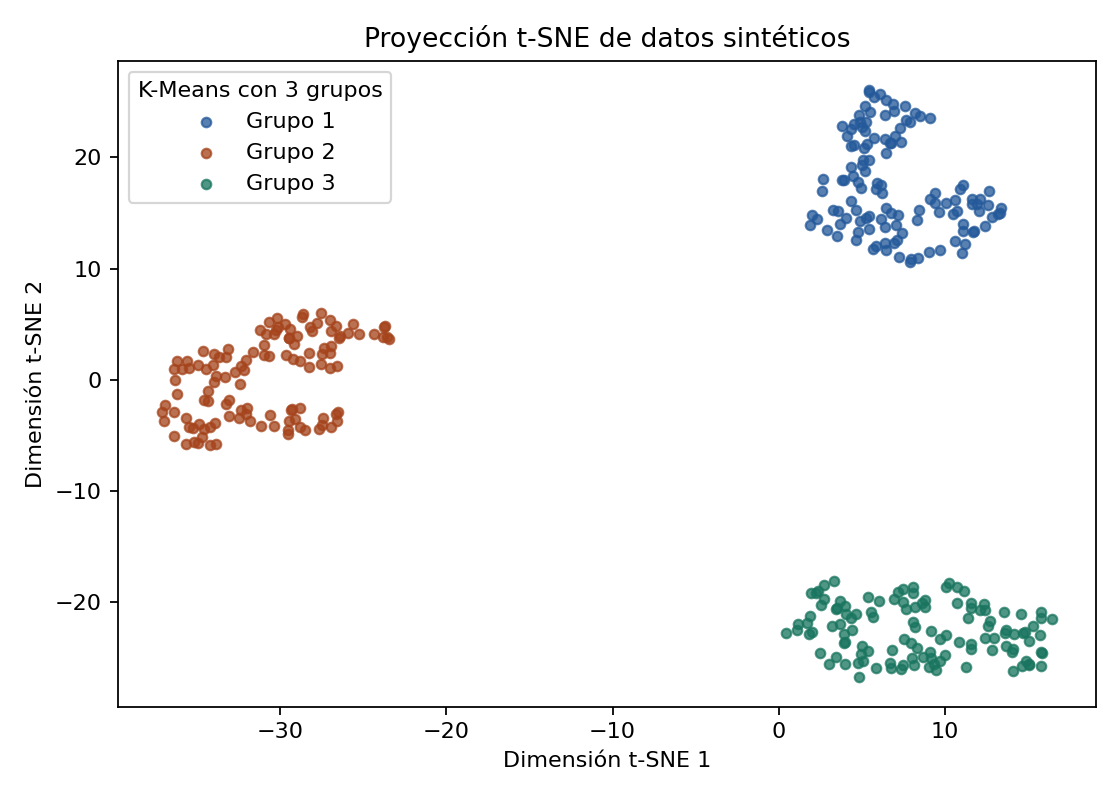 Proyección t-SNE de datos sintéticos
K-Means con 3 grupos
Grupo 1
Grupo 2
Grupo 3
Dimensión t-SNE 2
20
10
0
−10
−20
−30
−20
−10
0
10
Dimensión t-SNE 1